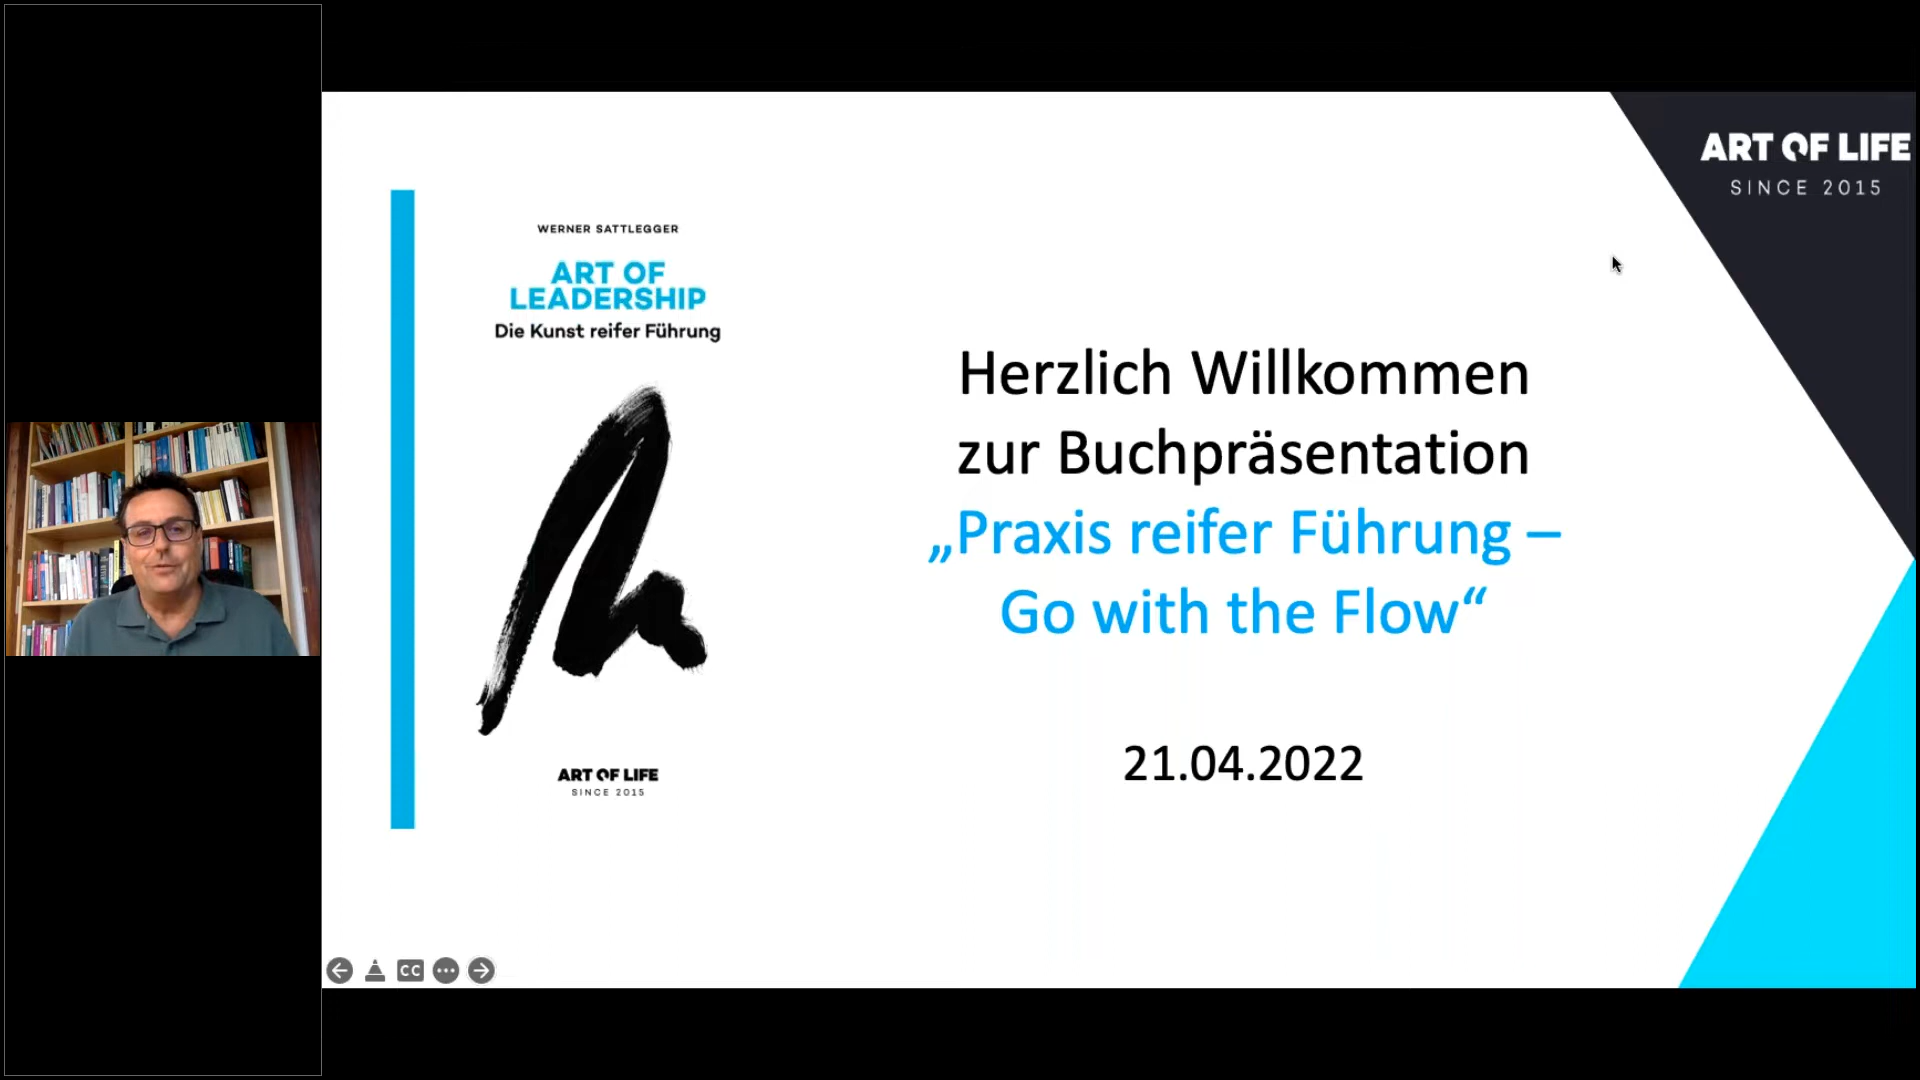 WERNER SATTLEGGER
ART OF
LEADERSHIP
Die Kunst reifer Führung
ART OF LIFE
SINCE 2015
Herzlich Willkommen
zur Buchpräsentation
„Praxis reifer Führung –
Go with the Flow“
21.04.2022
ART OF LIFE
SINCE 2015
CC